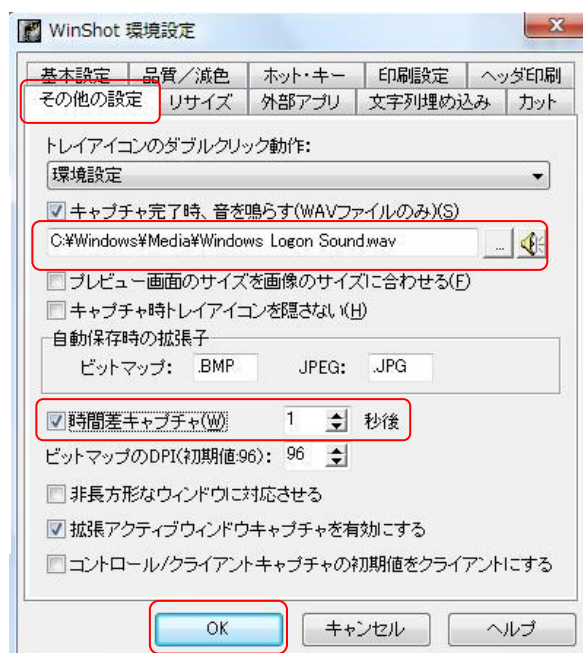 WinShot 環境設定
基本設定 品質／減色 ホット・キー 印刷設定 ヘッダ印刷
その他の設定 リサイズ 外部アプリ 文字列埋め込み カット
トレイアイコンのダブルクリック動作:
環境設定
キャプチャ完了時、音を鳴らす(WAVファイルのみ)(S)
C:¥Windows¥Media¥Windows Logon Sound.wav ...
プレビュー画面のサイズを画像のサイズに合わせる(F)
キャプチャ時トレイアイコンを隠さない(H)
自動保存時の拡張子
ビットマップ: .BMP JPEG: .JPG
時間差キャプチャ(W) 1 秒後
ビットマップのDPI(初期値:96): 96
非長方形なウィンドウに対応させる
拡張アクティブウィンドウキャプチャを有効にする
コントロール/クライアントキャプチャの初期値をクライアントにする
OK キャンセル ヘルプ